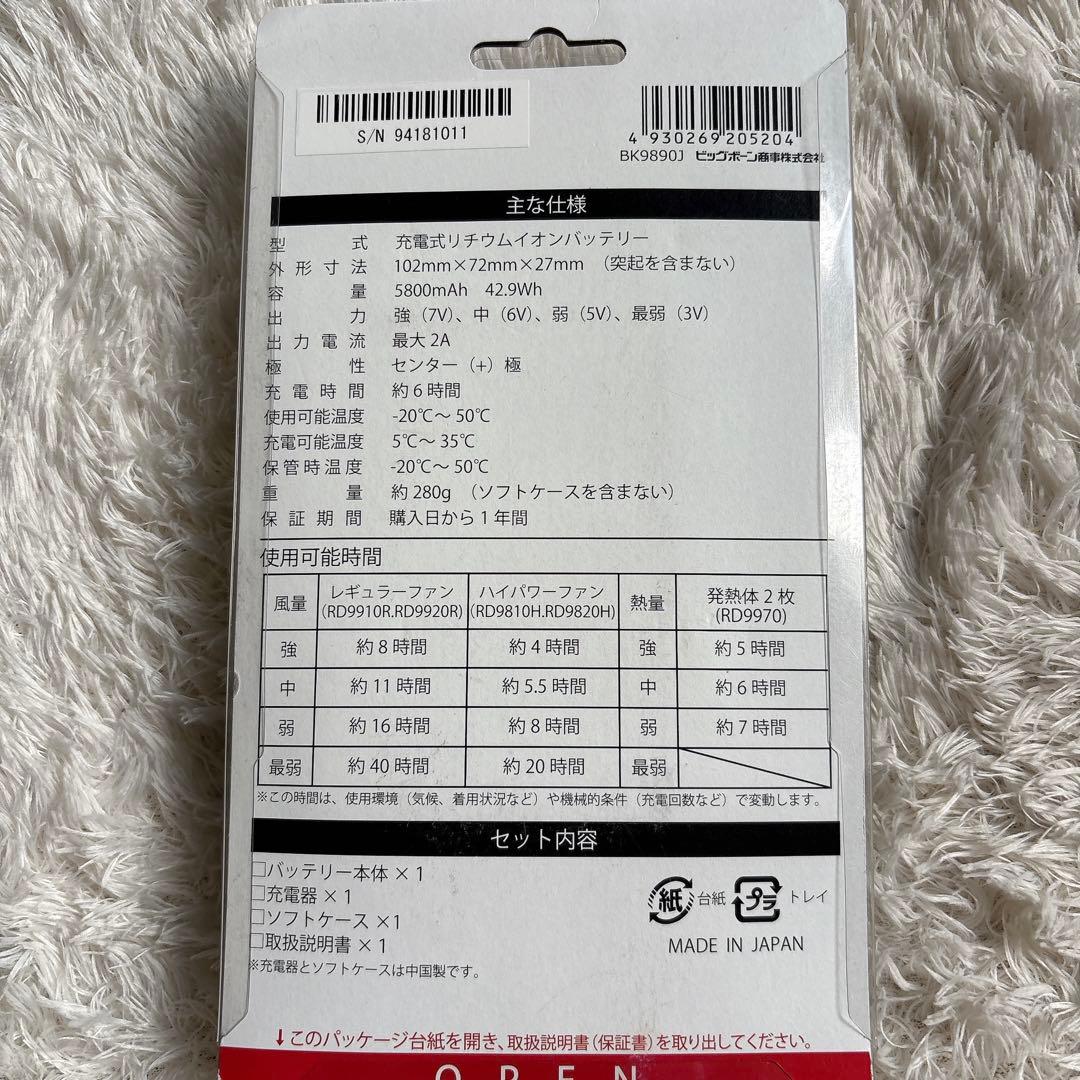 S/N 94181011
4 930269 205204
BK9890J ビッグボーン商事株式会社
主な仕様
型式 充電式リチウムイオンバッテリー
外形寸法 102mm×72mm×27mm （突起を含まない）
容量 5800mAh 42.9Wh
出力 強（7V）、中（6V）、弱（5V）、最弱（3V）
出力電流 最大 2A
極性 センター（+）極
充電時間 約 6 時間
使用可能温度 -20℃～ 50℃
充電可能温度 5℃～ 35℃
保管時温度 -20℃～ 50℃
重量 約 280g （ソフトケースを含まない）
保証期間 購入日から 1 年間
使用可能時間
風量 レギュラーファン (RD9910R.RD9920R) ハイパワーファン (RD9810H.RD9820H) 熱量 発熱体 2 枚 (RD9970)
強 約 8 時間 約 4 時間 強 約 5 時間
中 約 11 時間 約 5.5 時間 中 約 6 時間
弱 約 16 時間 約 8 時間 弱 約 7 時間
最弱 約 40 時間 約 20 時間 最弱
※この時間は、使用環境（気候、着用状況など）や機械的条件（充電回数など）で変動します。
セット内容
□バッテリー本体 × 1
□充電器 × 1
□ソフトケース ×1
□取扱説明書 × 1
※充電器とソフトケースは中国製です。
紙 台紙 プラ トレイ
MADE IN JAPAN
↓このパッケージ台紙を開き、取扱説明書（保証書）を取り出してください。
OPEN